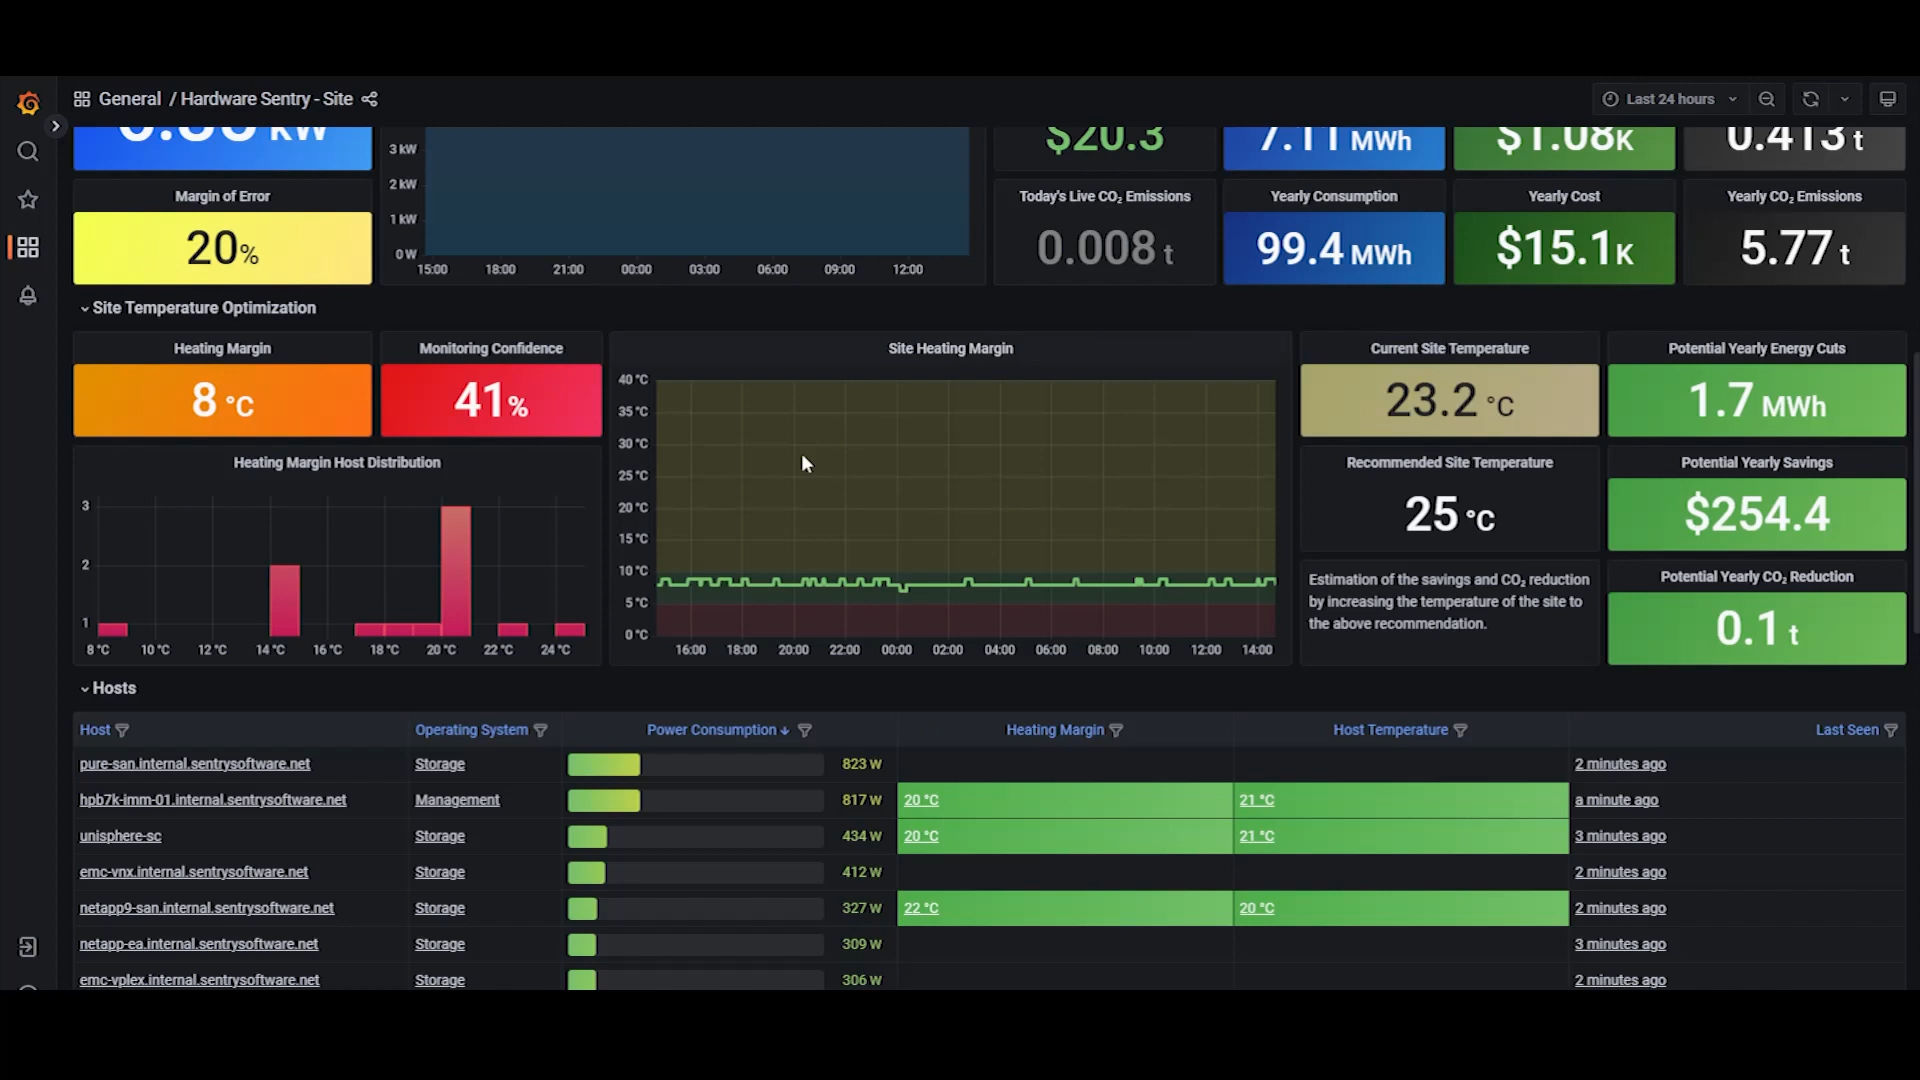 General / Hardware Sentry - Site
Last 24 hours
kW
3 kW
2 kW
1 kW
0 W
15:00 18:00 21:00 00:00 03:00 06:00 09:00 12:00
$20.3
7.11 MWh
$1.08K
0.413 t
Margin of Error
20%
Today's Live CO₂ Emissions
0.008 t
Yearly Consumption
99.4 MWh
Yearly Cost
$15.1K
Yearly CO₂ Emissions
5.77 t
Site Temperature Optimization
Heating Margin
8 °C
Monitoring Confidence
41%
Heating Margin Host Distribution
3
2
1
8 °C 10 °C 12 °C 14 °C 16 °C 18 °C 20 °C 22 °C 24 °C
Site Heating Margin
40 °C
35 °C
30 °C
25 °C
20 °C
15 °C
10 °C
5 °C
0 °C
16:00 18:00 20:00 22:00 00:00 02:00 04:00 06:00 08:00 10:00 12:00 14:00
Current Site Temperature
23.2 °C
Recommended Site Temperature
25 °C
Estimation of the savings and CO₂ reduction
by increasing the temperature of the site to
the above recommendation.
Potential Yearly Energy Cuts
1.7 MWh
Potential Yearly Savings
$254.4
Potential Yearly CO₂ Reduction
0.1 t
Hosts
Host Operating System Power Consumption Heating Margin Host Temperature Last Seen
pure-san.internal.sentrysoftware.net Storage 823 W 2 minutes ago
hpb7k-imm-01.internal.sentrysoftware.net Management 817 W 20 °C 21 °C a minute ago
unisphere-sc Storage 434 W 20 °C 21 °C 3 minutes ago
emc-vnx.internal.sentrysoftware.net Storage 412 W 2 minutes ago
netapp9-san.internal.sentrysoftware.net Storage 327 W 22 °C 20 °C 2 minutes ago
netapp-ea.internal.sentrysoftware.net Storage 309 W 3 minutes ago
emc-vplex.internal.sentrysoftware.net Storage 306 W 2 minutes ago